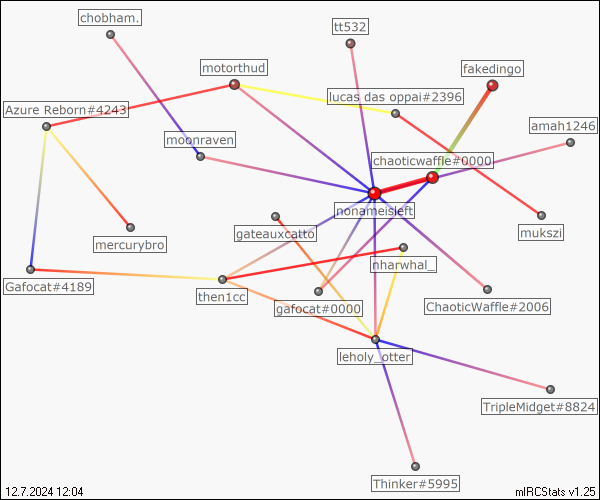 chobham.
tt532
motorthud
fakedingo
lucas das oppai#2396
Azure Reborn#4243
amah1246
moonraven
chaoticwaffle#0000
nonameisleft
gateauxcatto
mukszi
mercurybro
nharwhal_
Gafocat#4189
then1cc
gafocat#0000
ChaoticWaffle#2006
leholy_otter
TripleMidget#8824
Thinker#5995
12.7.2024 12:04
mIRCStats v1.25